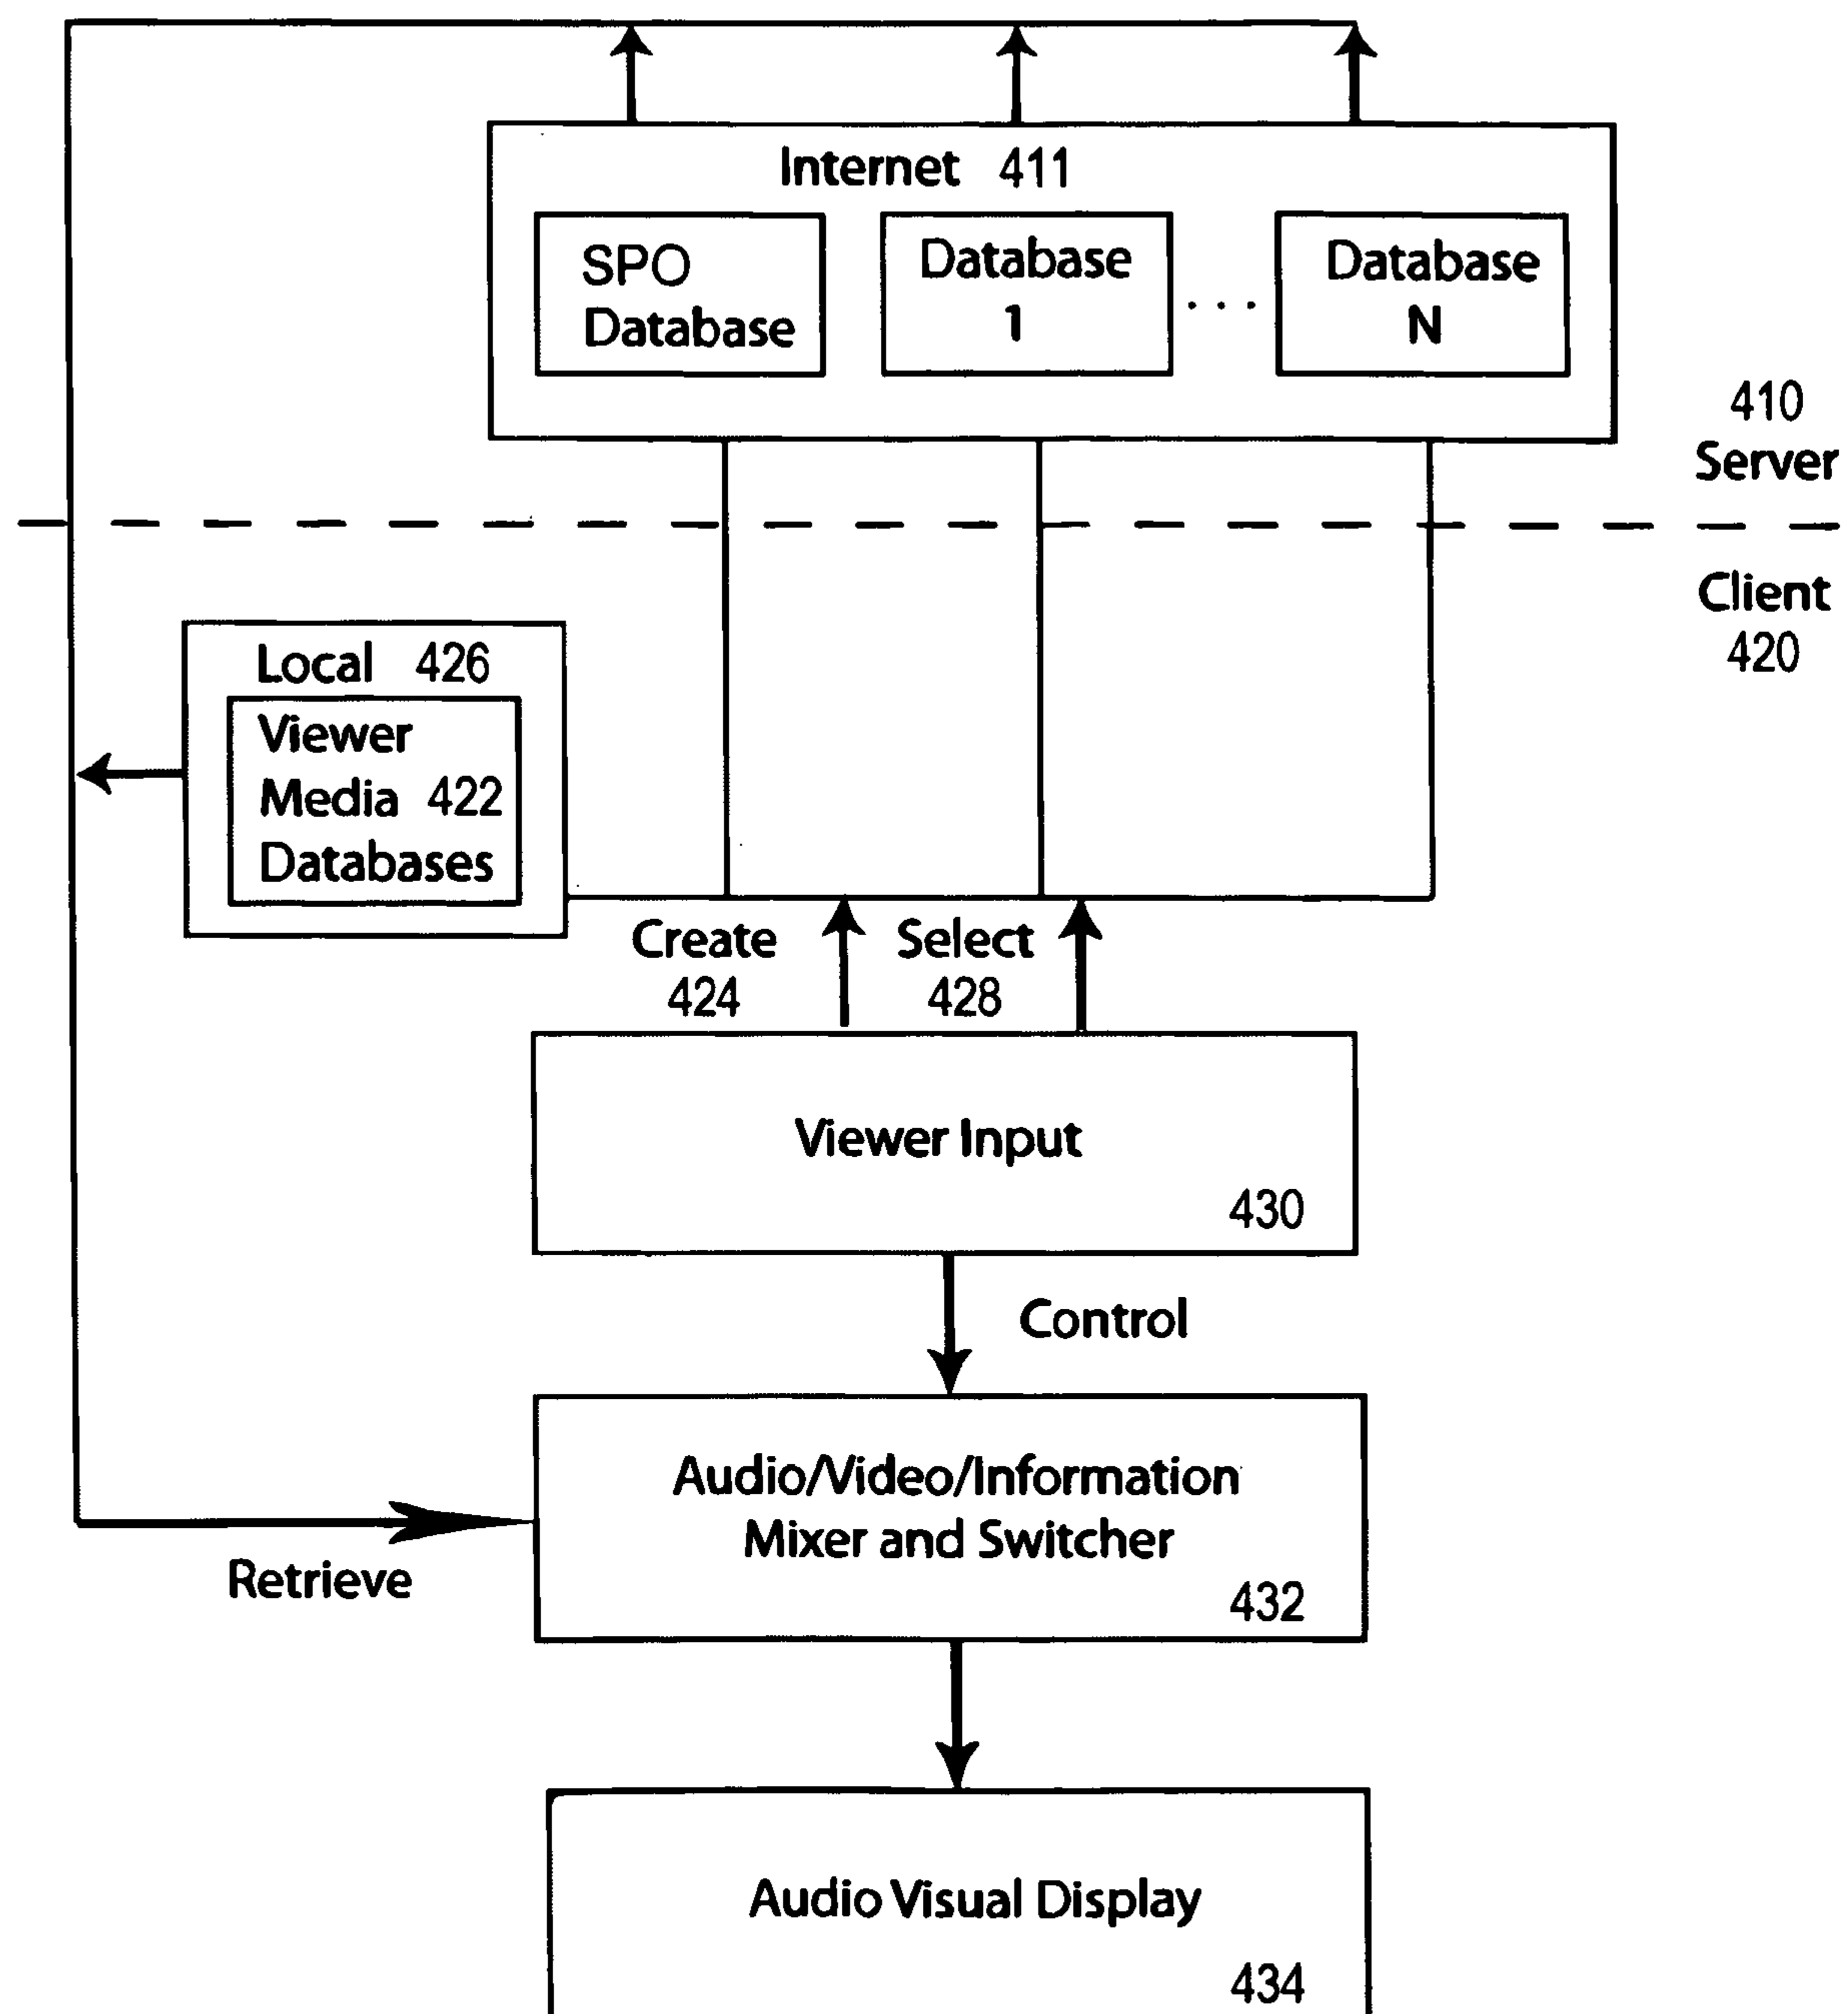 Internet 411
SPO
Database
Database
1
. . .
Database
N
410
Server
Client
420
Local 426
Viewer
Media 422
Databases
Create
424
Select
428
Viewer Input
430
Control
Audio/Video/Information
Mixer and Switcher
432
Retrieve
Audio Visual Display
434